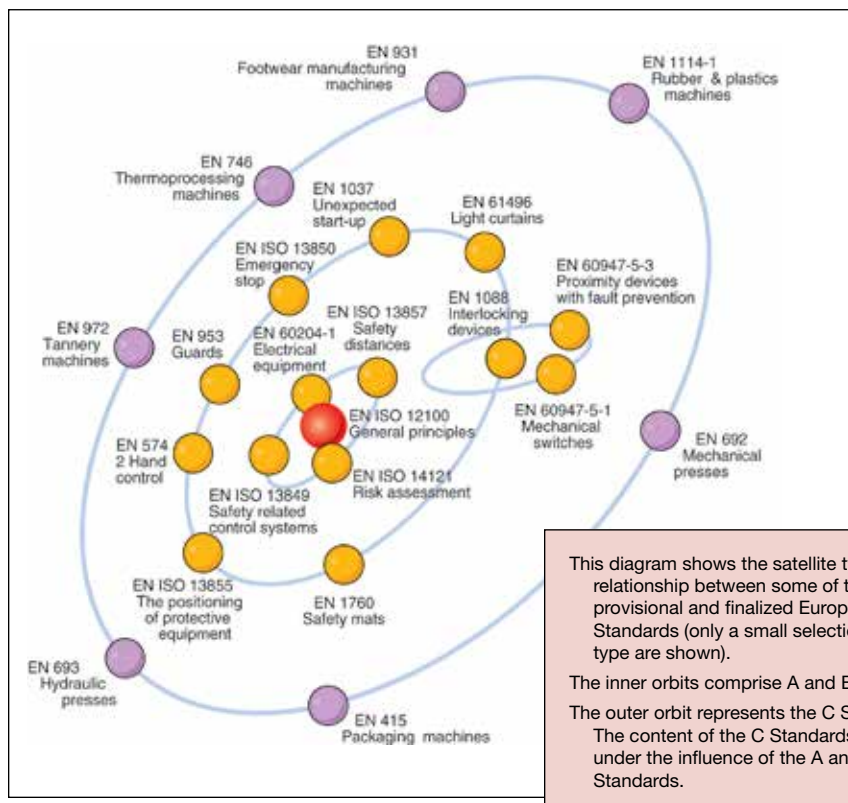 EN 931
Footwear manufacturing
machines
EN 1114-1
Rubber & plastics
machines
EN 746
Thermoprocessing
machines
EN 1037
Unexpected
start-up
EN 61496
Light curtains
EN ISO 13850
Emergency
stop
EN 60947-5-3
Proximity devices
with fault prevention
EN ISO 13857
Safety
distances
EN 1088
Interlocking
devices
EN 972
Tannery
machines
EN 953
Guards
EN 60204-1
Electrical
equipment
EN ISO 12100
General principles
EN 60947-5-1
Mechanical
switches
EN 692
Mechanical
presses
EN 574
2 Hand
control
EN ISO 14121
Risk assessment
EN ISO 13849
Safety related
control systems
EN ISO 13855
The positioning
of protective
equipment
EN 1760
Safety mats
EN 693
Hydraulic
presses
EN 415
Packaging machines
This diagram shows the satellite
relationship between some of
provisional and finalized
Standards (only a small
type are shown).
The inner orbits comprise A and
The outer orbit represents the C
The content of the C Standards
under the influence of the A
Standards.